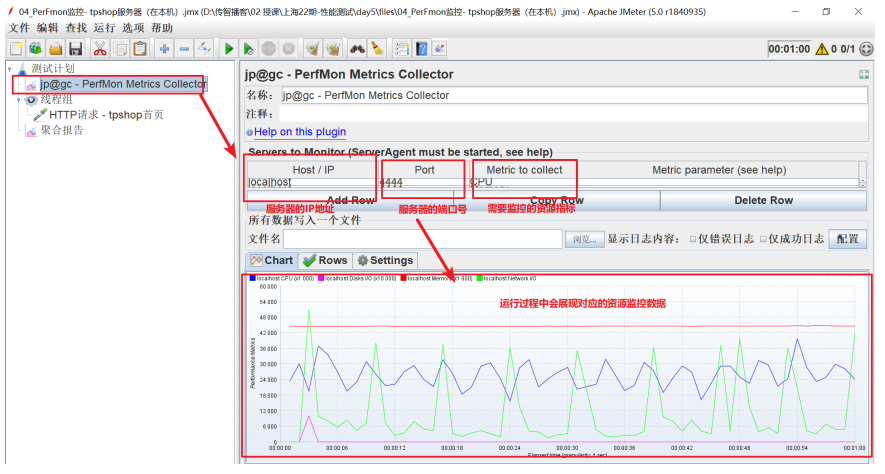 04_PerFmon监控- tpshop服务器（在本机）.jmx (D:\传智播客\02 授课\上海22期-性能测试\day5\files\04_PerFmon监控- tpshop服务器（在本机）.jmx) - Apache JMeter (5.0 r1840935)
文件 编辑 查找 运行 选项 帮助
00:01:00 0 0/1
测试计划
jp@gc - PerfMon Metrics Collector
线程组
HTTP请求 - tpshop首页
聚合报告
jp@gc - PerfMon Metrics Collector
名称： jp@gc - PerfMon Metrics Collector
注释：
Help on this plugin
Servers to Monitor (ServerAgent must be started, see help)
Host / IP Port Metric to collect Metric parameter (see help)
localhost 4444 CPU
Add Row Copy Row Delete Row
服务器的IP地址 服务器的端口号 需要监控的资源指标
所有数据写入一个文件
文件名 浏览... 显示日志内容： 仅错误日志 仅成功日志 配置
Chart Rows Settings
localhost CPU (x1 000) localhost Disks I/O (x10 000) localhost Memory (x1 000) localhost Network I/O
运行过程中会展现对应的资源监控数据
60 000
54 000
48 000
42 000
36 000
30 000
24 000
18 000
12 000
6 000
0
Performance Metrics
00:00:00 00:00:06 00:00:12 00:00:18 00:00:24 00:00:30 00:00:36 00:00:42 00:00:48 00:00:54 00:01:00
Elapsed time (granularity: 1 sec)